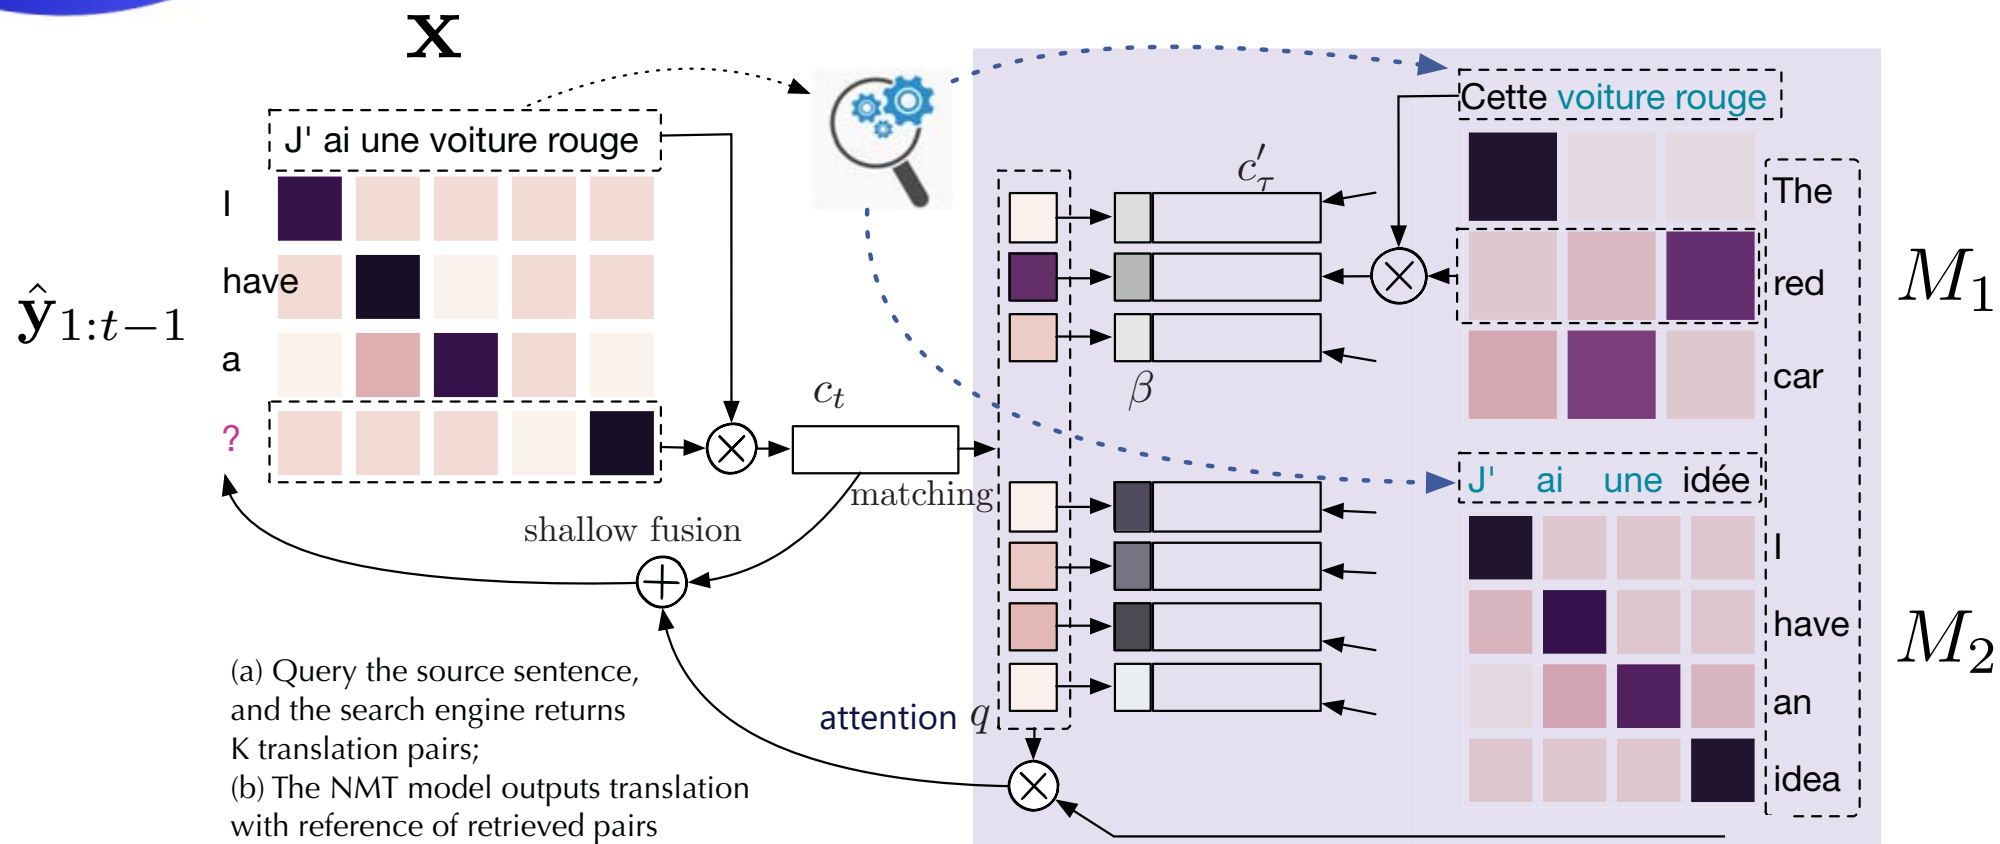 x
J' ai une voiture rouge
I
have
a
?
ŷ1:t−1
ct
matching
shallow fusion
(a) Query the source sentence,
and the search engine returns
K translation pairs;
(b) The NMT model outputs translation
with reference of retrieved pairs
attention q
c′τ
β
Cette voiture rouge
The
red
car
M1
J' ai une idée
I
have
an
idea
M2